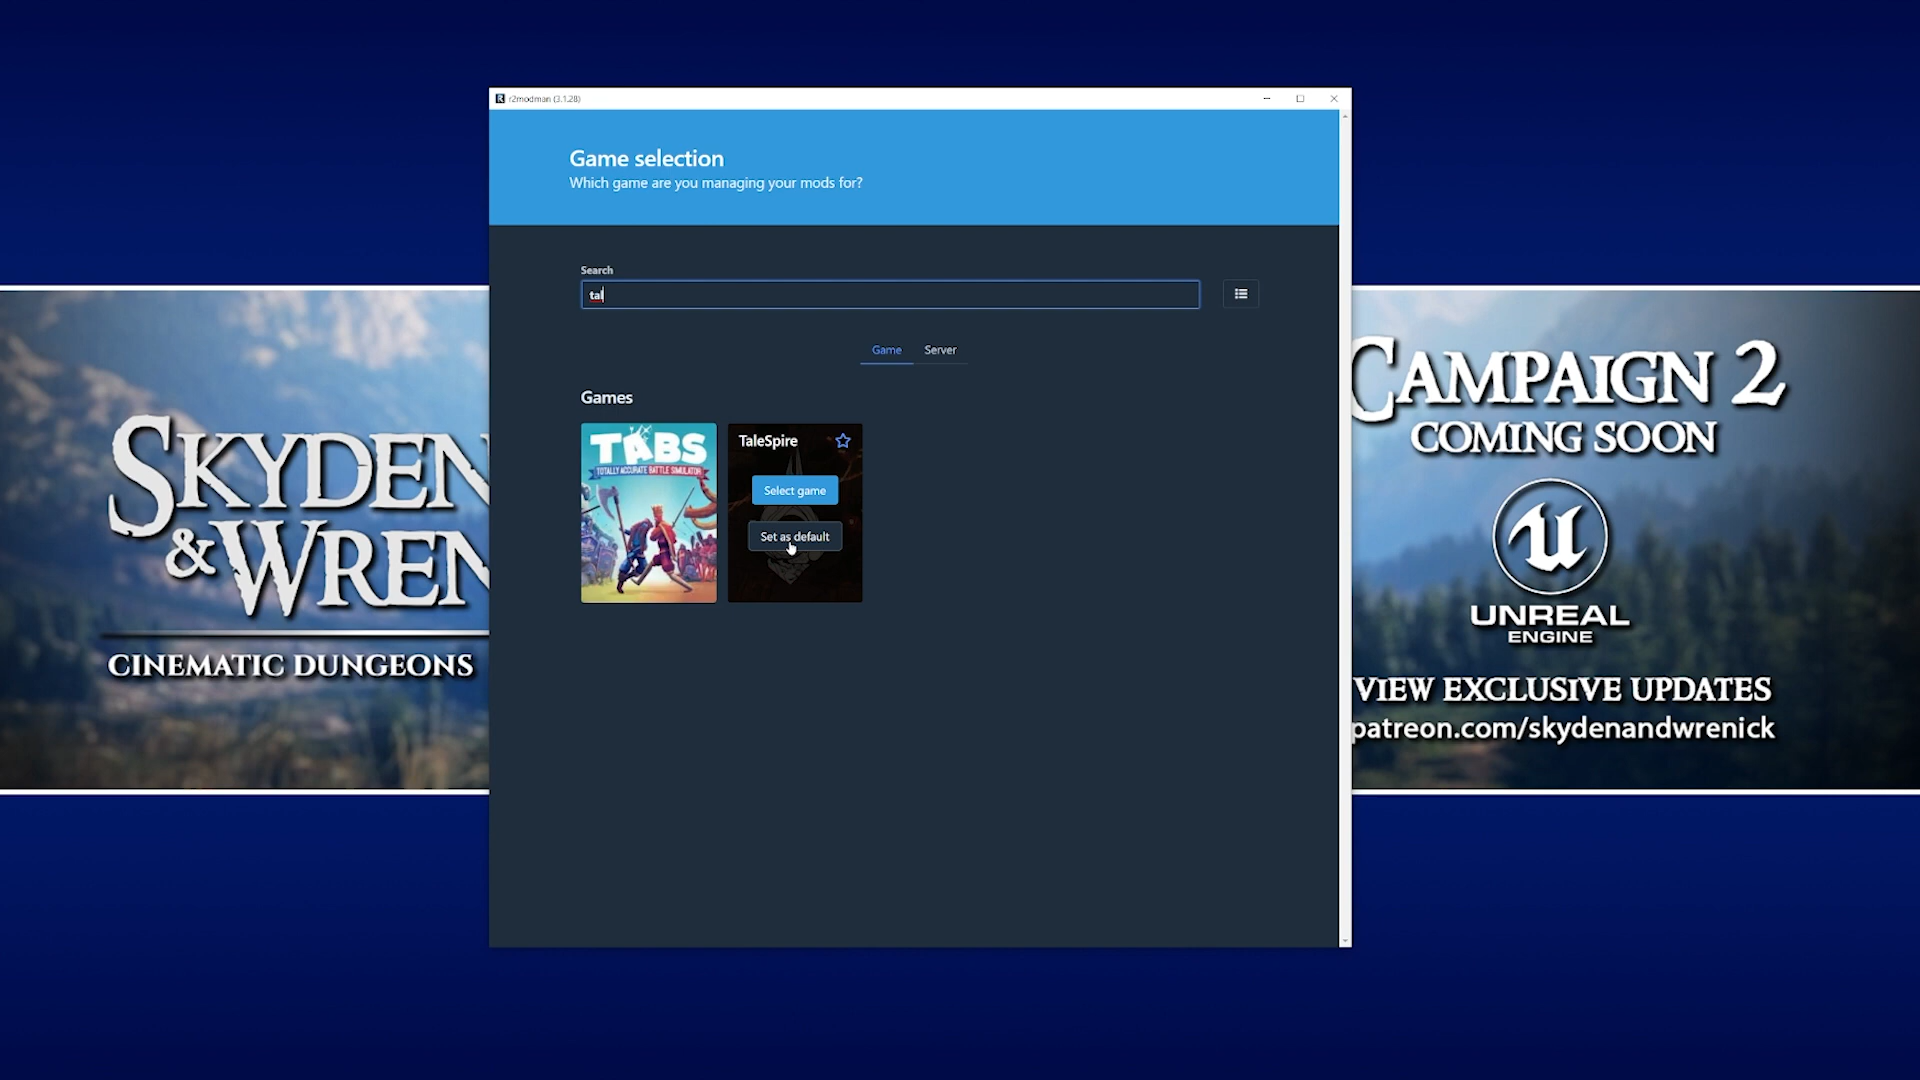 r2modman (3.1.28)
Game selection
Which game are you managing your mods for?
Search
tal
Game
Server
Games
TABS
TOTALLY ACCURATE BATTLE SIMULATOR
TaleSpire
Select game
Set as default
SKYDEN
& WREN
CINEMATIC DUNGEONS
CAMPAIGN 2
COMING SOON
UNREAL
ENGINE
VIEW EXCLUSIVE UPDATES
patreon.com/skydenandwrenick